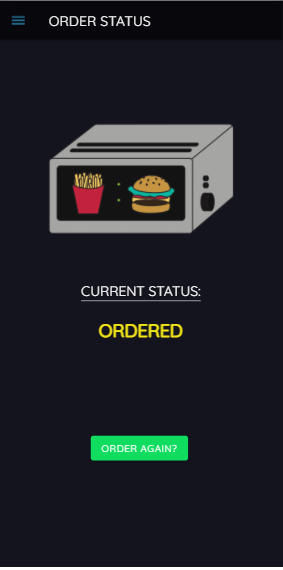 ORDER STATUS
CURRENT STATUS:
ORDERED
ORDER AGAIN?